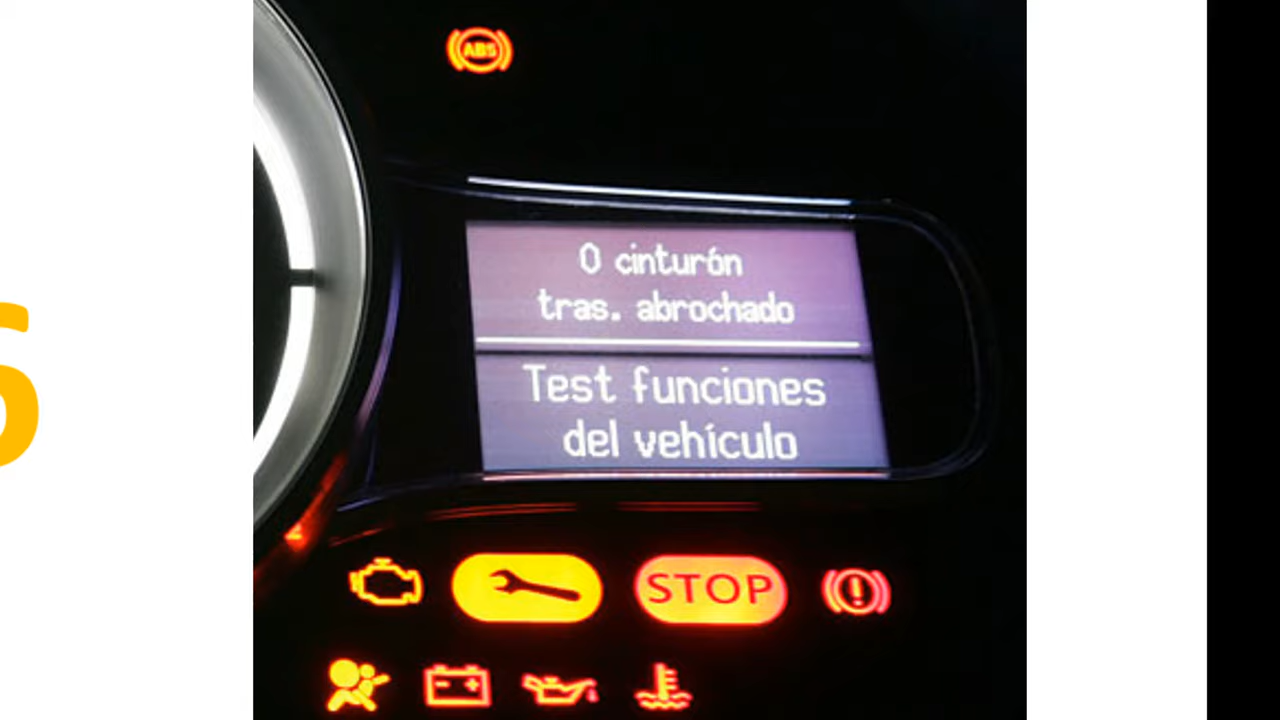 ABS
0 cinturón
tras. abrochado
Test funciones
del vehículo
STOP